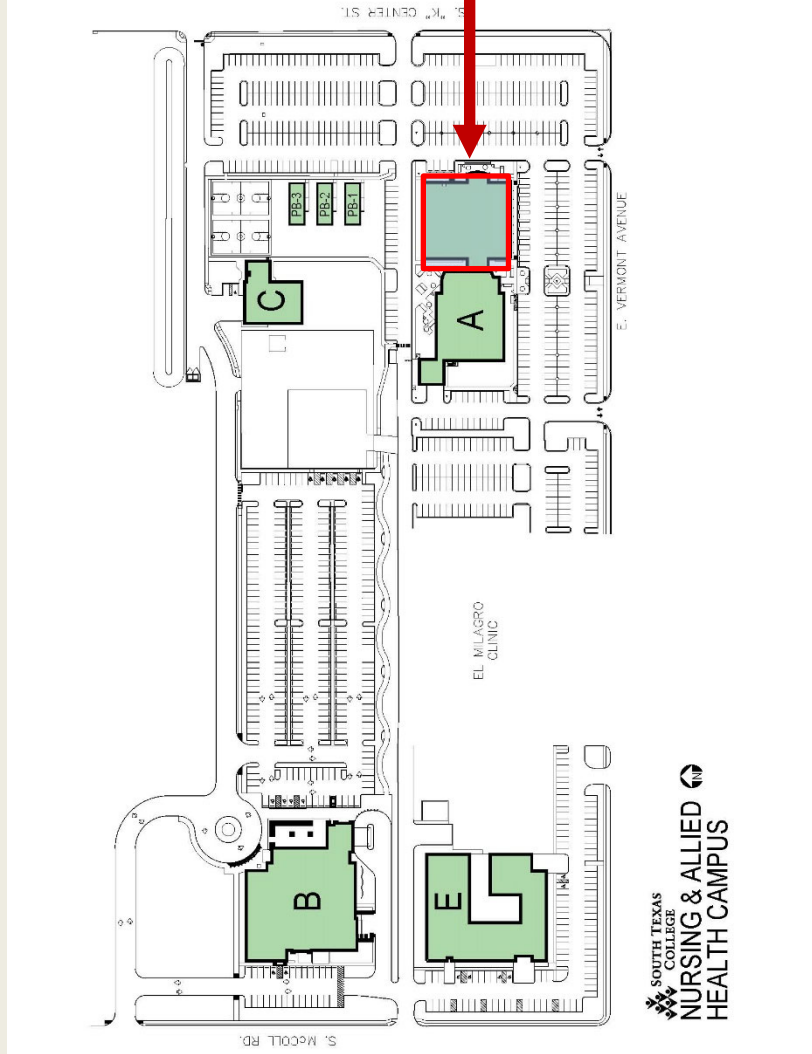 S. "K" CENTER ST.
PB-3
PB-2
PB-1
C
A
E. VERMONT AVENUE
EL MILAGRO
CLINIC
B
E
S. McCOLL RD.
SOUTH TEXAS
COLLEGE
NURSING & ALLIED
HEALTH CAMPUS
N